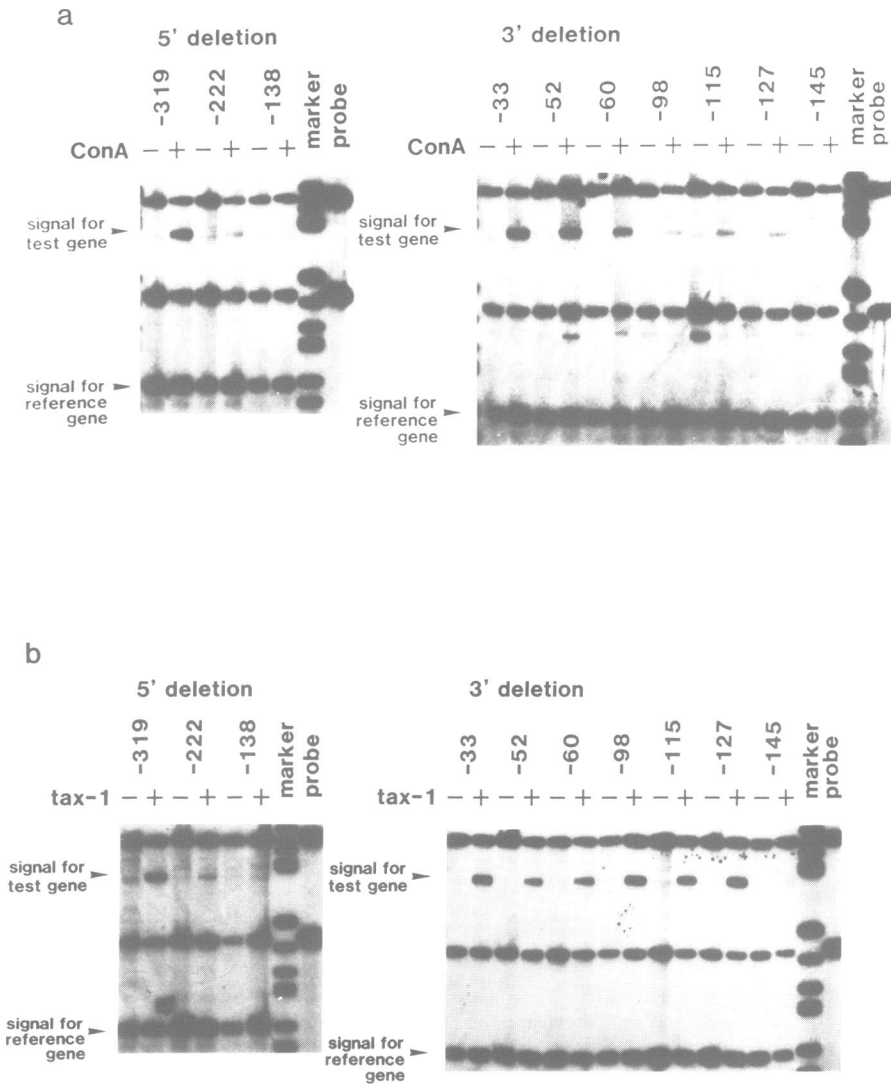 a
5' deletion
3' deletion
-319
-222
-138
marker
probe
-33
-52
-60
-98
-115
-127
-145
marker
probe
ConA − + − + − +
ConA − + − + − + − + − + − + − +
signal for
test gene
signal for
test gene
signal for
reference
gene
signal for
reference
gene
b
5' deletion
3' deletion
-319
-222
-138
marker
probe
-33
-52
-60
-98
-115
-127
-145
marker
probe
tax-1 − + − + − +
tax-1 − + − + − + − + − + − + − +
signal for
test gene
signal for
test gene
signal for
reference
gene
signal for
reference
gene